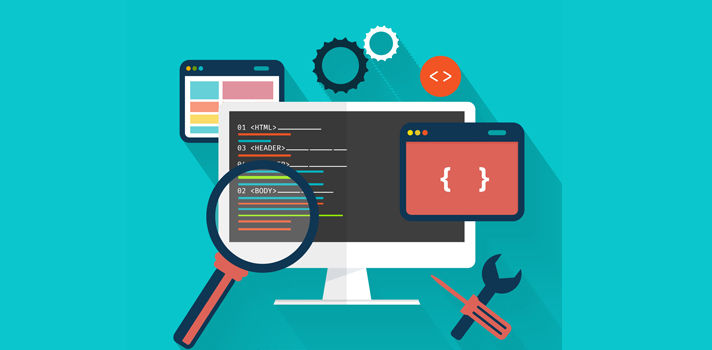 < >
01 <HTML>
03 <HEADER>
02 <BODY>
{ }